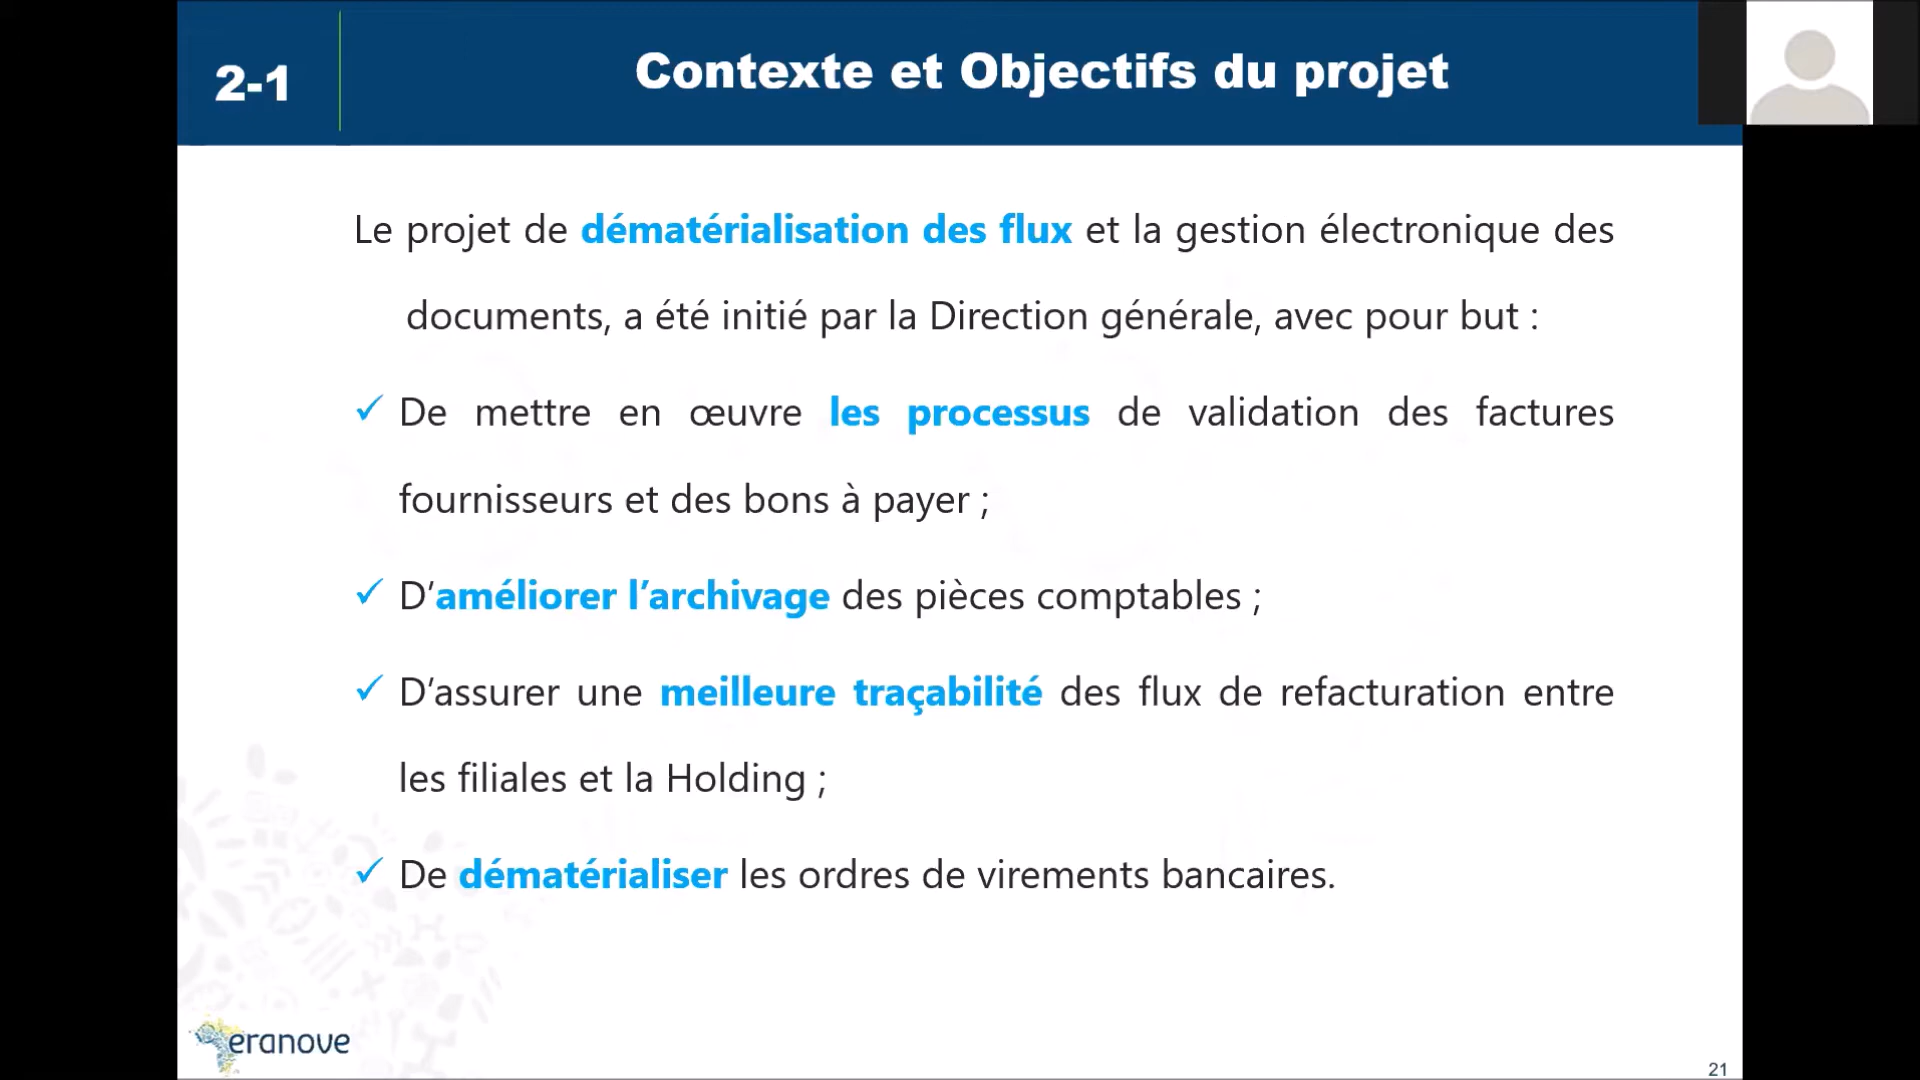 2-1
Contexte et Objectifs du projet
Le projet de dématérialisation des flux et la gestion électronique des
documents, a été initié par la Direction générale, avec pour but :
✓ De mettre en œuvre les processus de validation des factures
fournisseurs et des bons à payer ;
✓ D’améliorer l’archivage des pièces comptables ;
✓ D’assurer une meilleure traçabilité des flux de refacturation entre
les filiales et la Holding ;
✓ De dématérialiser les ordres de virements bancaires.
eranove
21